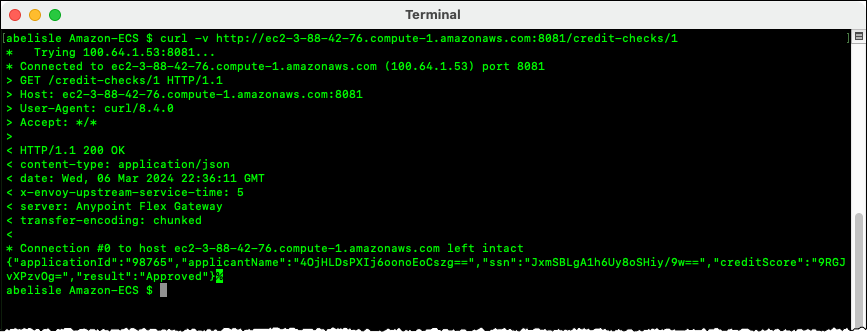 Terminal
[abelisle Amazon-ECS $ curl -v http://ec2-3-88-42-76.compute-1.amazonaws.com:8081/credit-checks/1 ]
*   Trying 100.64.1.53:8081...
* Connected to ec2-3-88-42-76.compute-1.amazonaws.com (100.64.1.53) port 8081
> GET /credit-checks/1 HTTP/1.1
> Host: ec2-3-88-42-76.compute-1.amazonaws.com:8081
> User-Agent: curl/8.4.0
> Accept: */*
>
< HTTP/1.1 200 OK
< content-type: application/json
< date: Wed, 06 Mar 2024 22:36:11 GMT
< x-envoy-upstream-service-time: 5
< server: Anypoint Flex Gateway
< transfer-encoding: chunked
<
* Connection #0 to host ec2-3-88-42-76.compute-1.amazonaws.com left intact
{"applicationId":"98765","applicantName":"4OjHLDsPXIj6oonoEoCszg==","ssn":"JxmSBLgA1h6Uy8oSHiy/9w==","creditScore":"9RGJ
vXPzvOg=","result":"Approved"}%
abelisle Amazon-ECS $